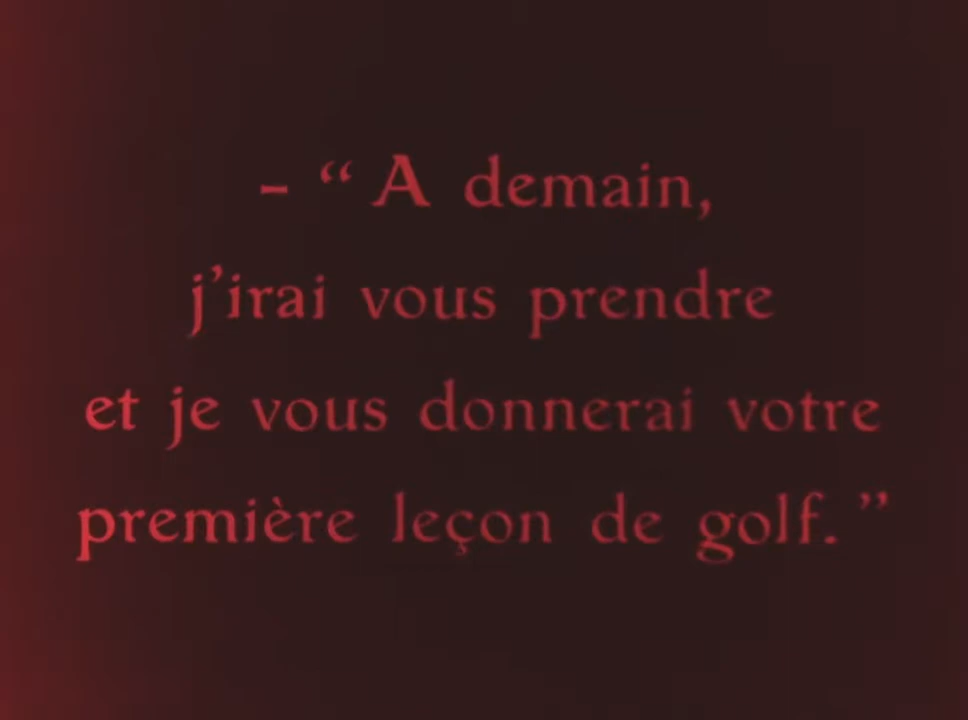 – “ A demain,
j’irai vous prendre
et je vous donnerai votre
première leçon de golf. ”